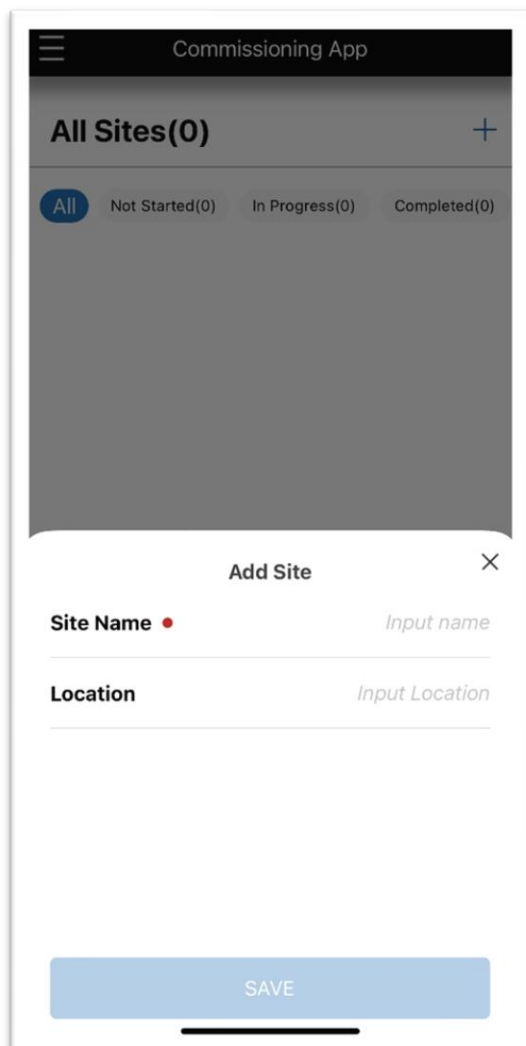 Commissioning App
All Sites(0)
All Not Started(0) In Progress(0) Completed(0)
Add Site
Site Name Input name
Location Input Location
SAVE